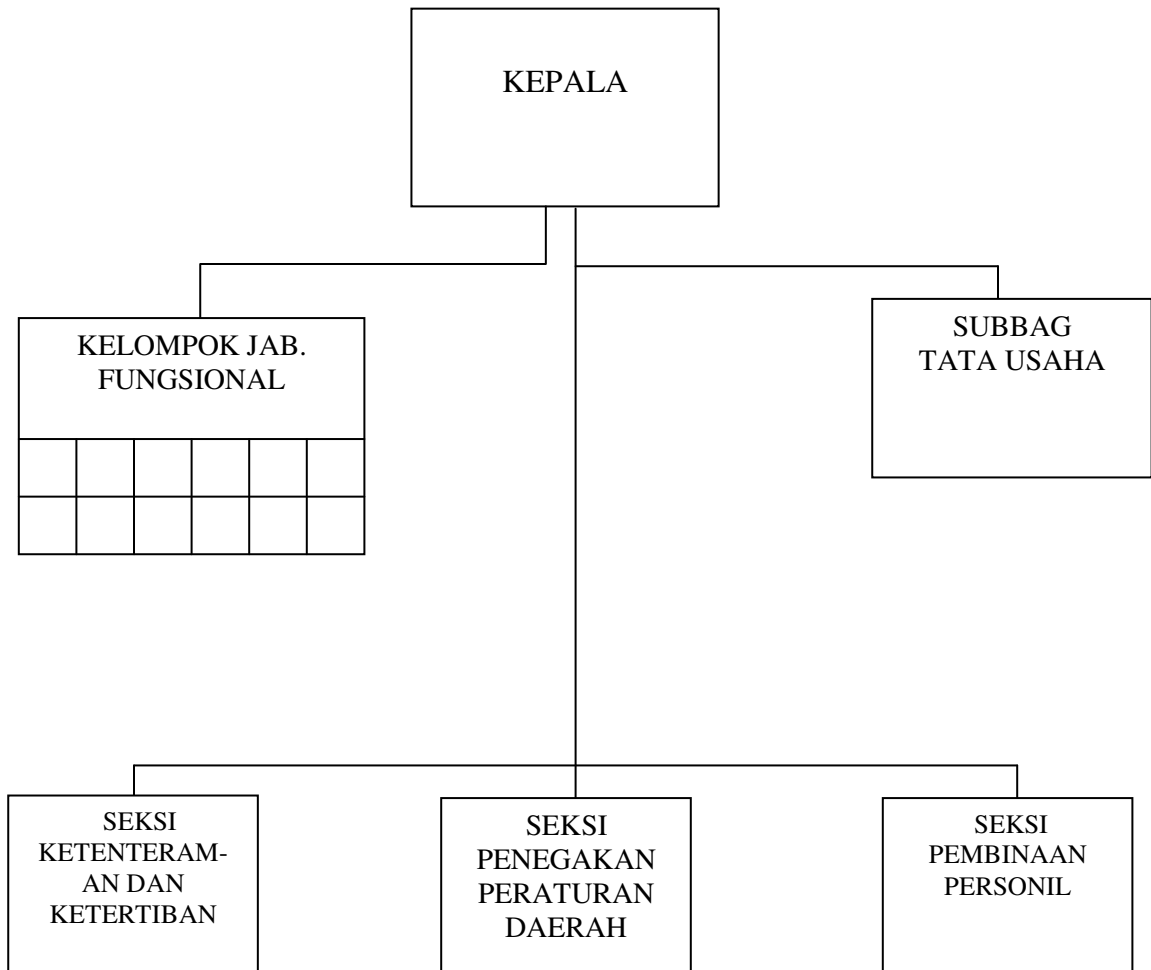 KEPALA
KELOMPOK JAB.
FUNGSIONAL
SUBBAG
TATA USAHA
SEKSI
KETENTERAM-
AN DAN
KETERTIBAN
SEKSI
PENEGAKAN
PERATURAN
DAERAH
SEKSI
PEMBINAAN
PERSONIL